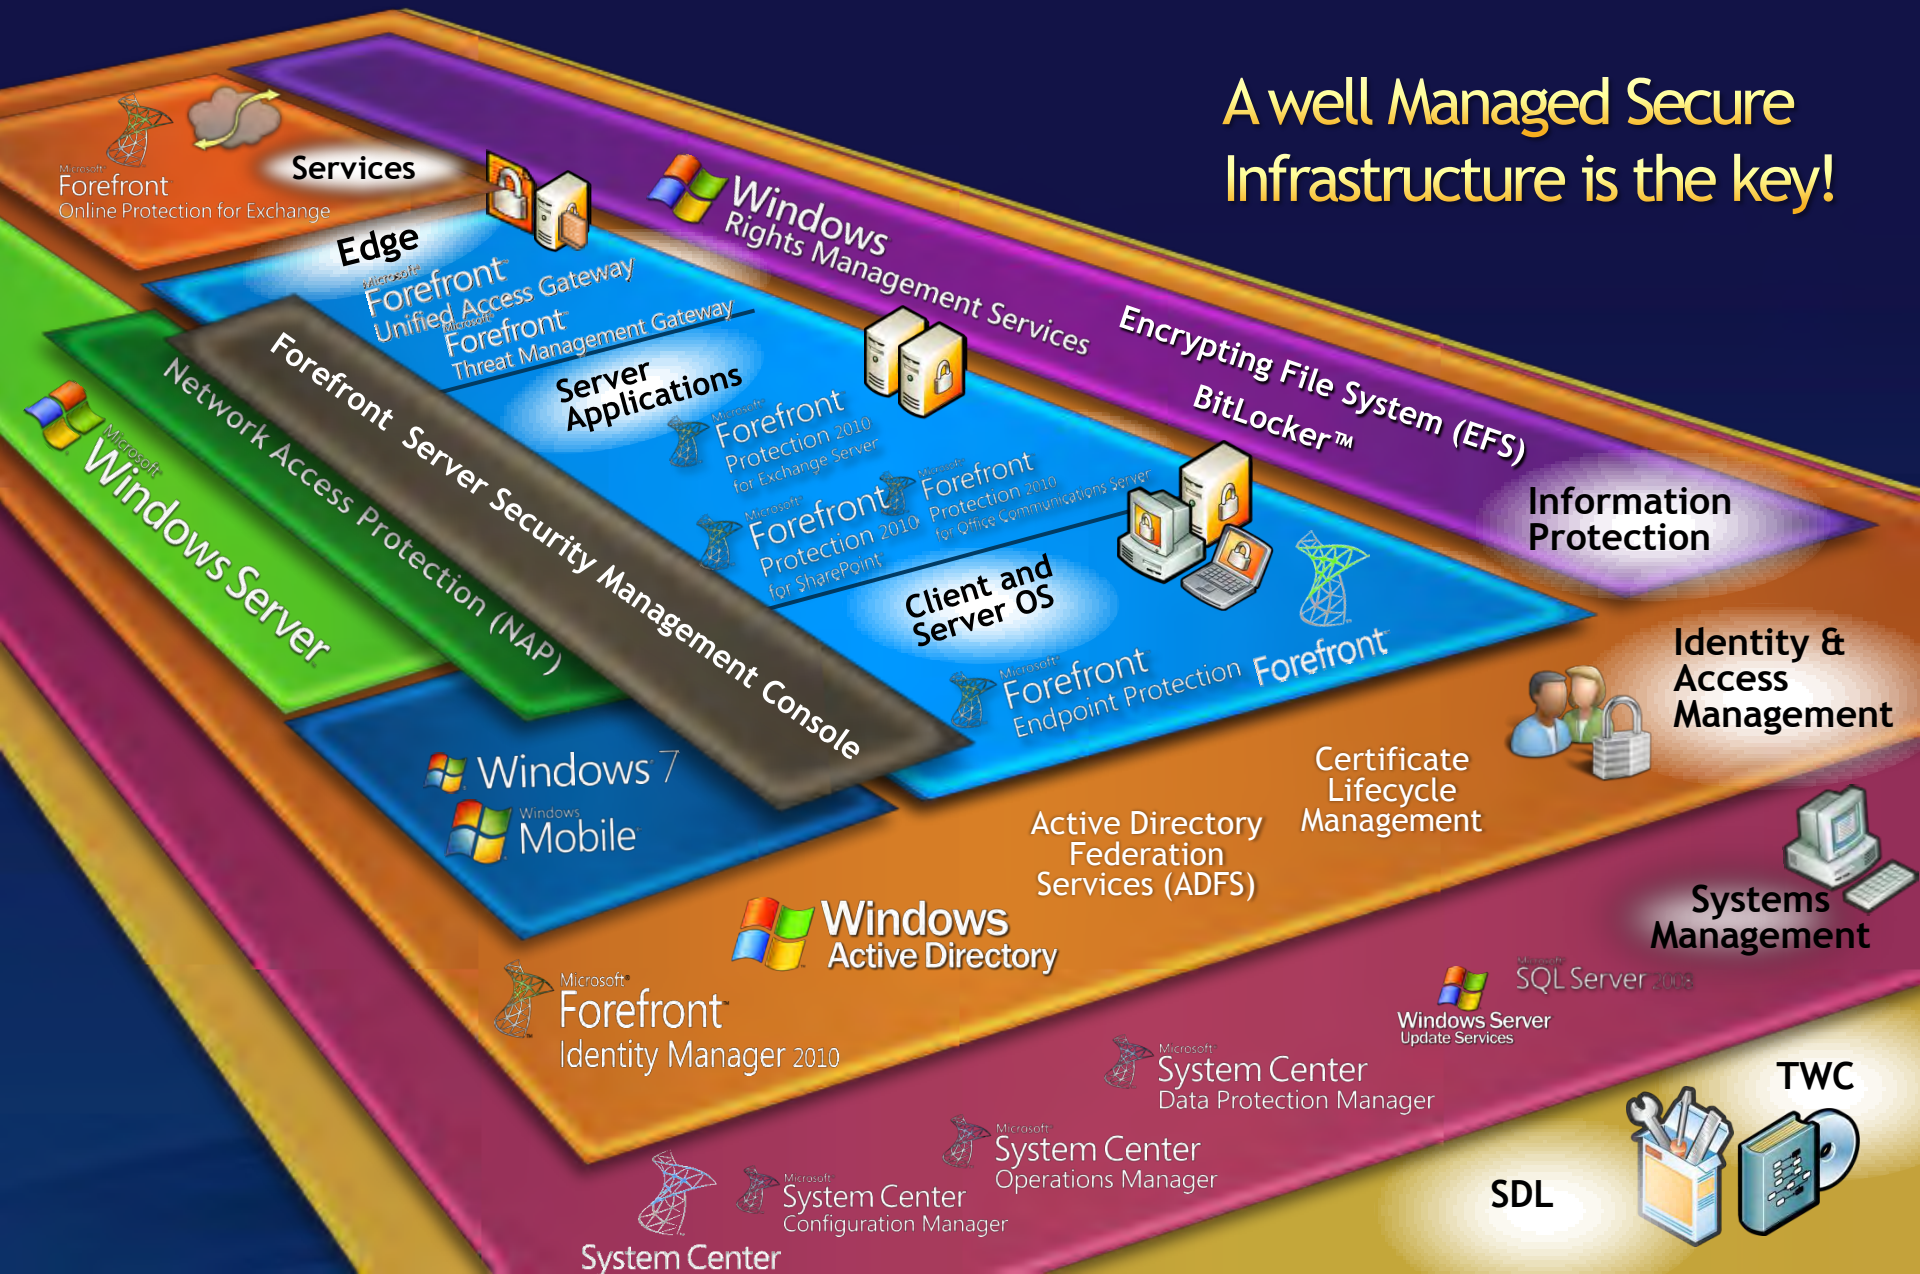 A well Managed Secure
Infrastructure is the key!
Microsoft
Forefront
Online Protection for Exchange
Services
Edge
Microsoft
Forefront
Unified Access Gateway
Microsoft
Forefront
Threat Management Gateway
Windows
Rights Management Services
Encrypting File System (EFS)
BitLocker™
Information
Protection
Server
Applications
Microsoft
Forefront
Protection 2010
for Exchange Server
Microsoft
Forefront
Protection 2010
for SharePoint
Microsoft
Forefront
Protection 2010
for Office Communications Server
Client and
Server OS
Microsoft
Forefront
Endpoint Protection
Forefront
Forefront Server Security Management Console
Network Access Protection (NAP)
Microsoft
Windows Server
Windows 7
Windows
Mobile
Identity &
Access
Management
Certificate
Lifecycle
Management
Active Directory
Federation
Services (ADFS)
Windows
Active Directory
Microsoft
Forefront
Identity Manager 2010
Systems
Management
Microsoft
SQL Server 2008
Windows Server
Update Services
Microsoft
System Center
Data Protection Manager
Microsoft
System Center
Operations Manager
Microsoft
System Center
Configuration Manager
System Center
TWC
SDL